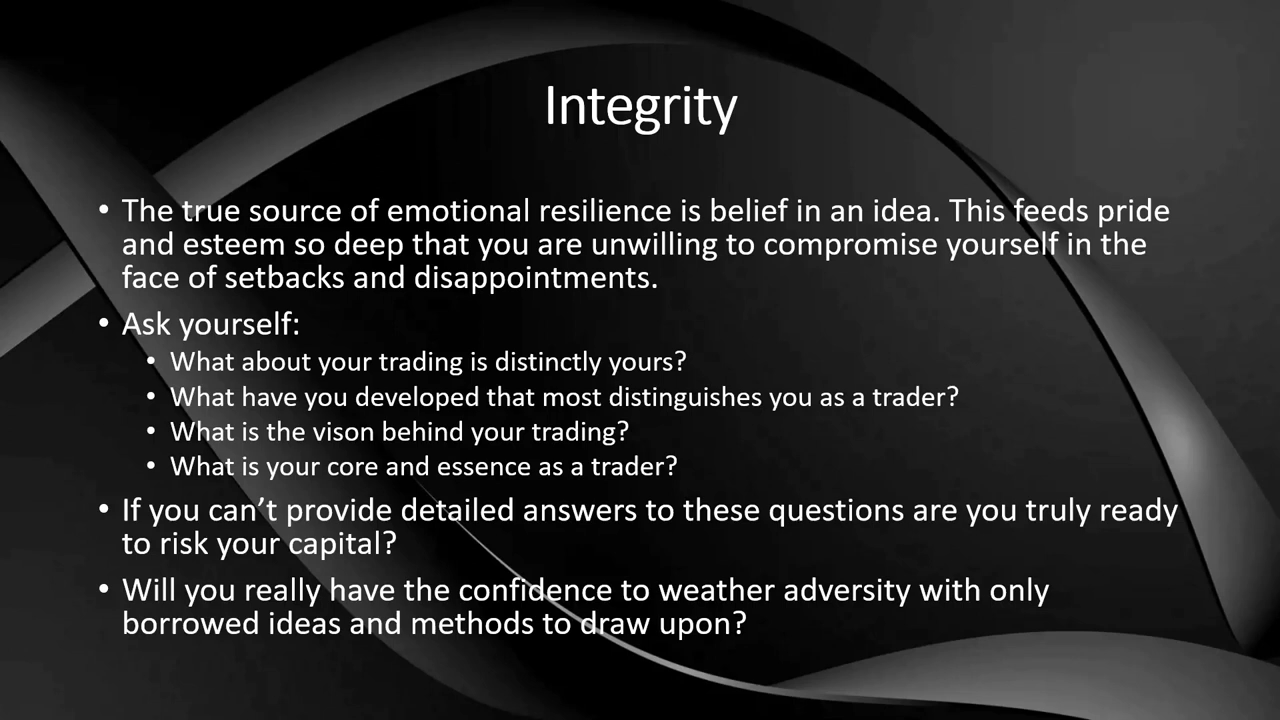 Integrity
• The true source of emotional resilience is belief in an idea. This feeds pride
and esteem so deep that you are unwilling to compromise yourself in the
face of setbacks and disappointments.
• Ask yourself:
• What about your trading is distinctly yours?
• What have you developed that most distinguishes you as a trader?
• What is the vison behind your trading?
• What is your core and essence as a trader?
• If you can’t provide detailed answers to these questions are you truly ready
to risk your capital?
• Will you really have the confidence to weather adversity with only
borrowed ideas and methods to draw upon?